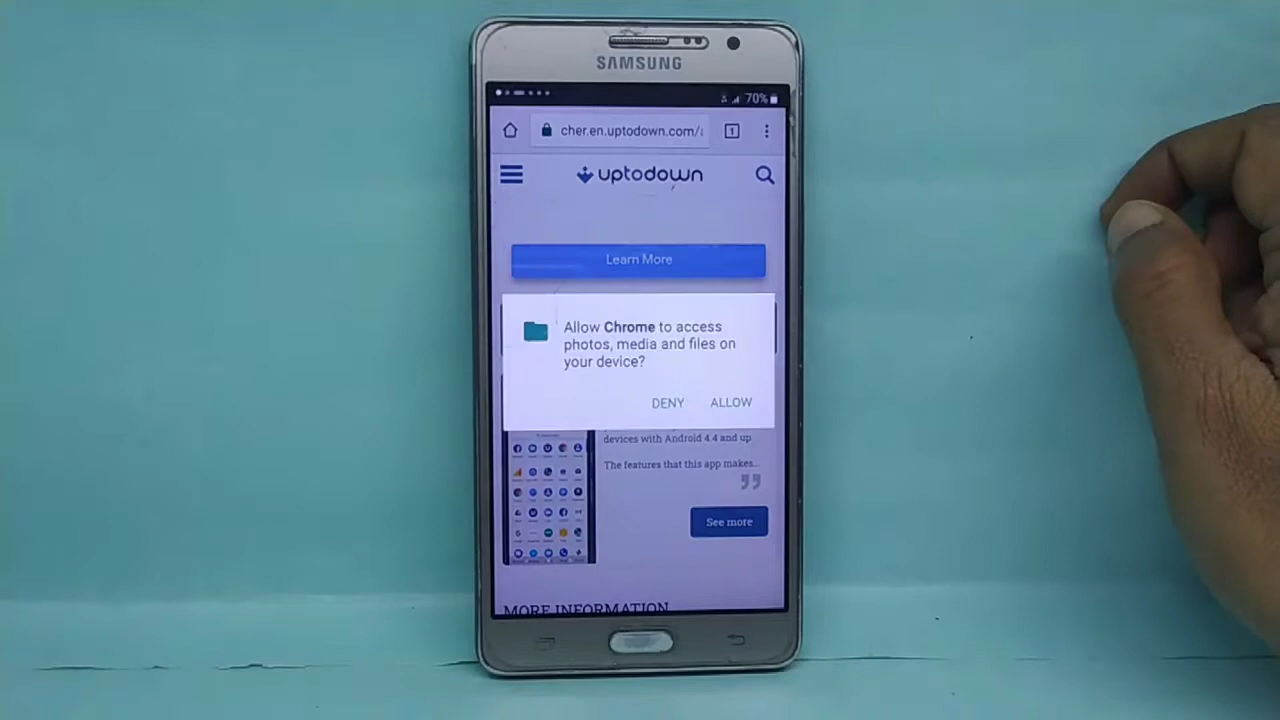 SAMSUNG
70%
1
cher.en.uptodown.com/
uptodown
Learn More
Allow Chrome to access
photos, media and files on
your device?
DENY ALLOW
devices with Android 4.4 and up
The features that this app makes...
See more
MORE INFORMATION